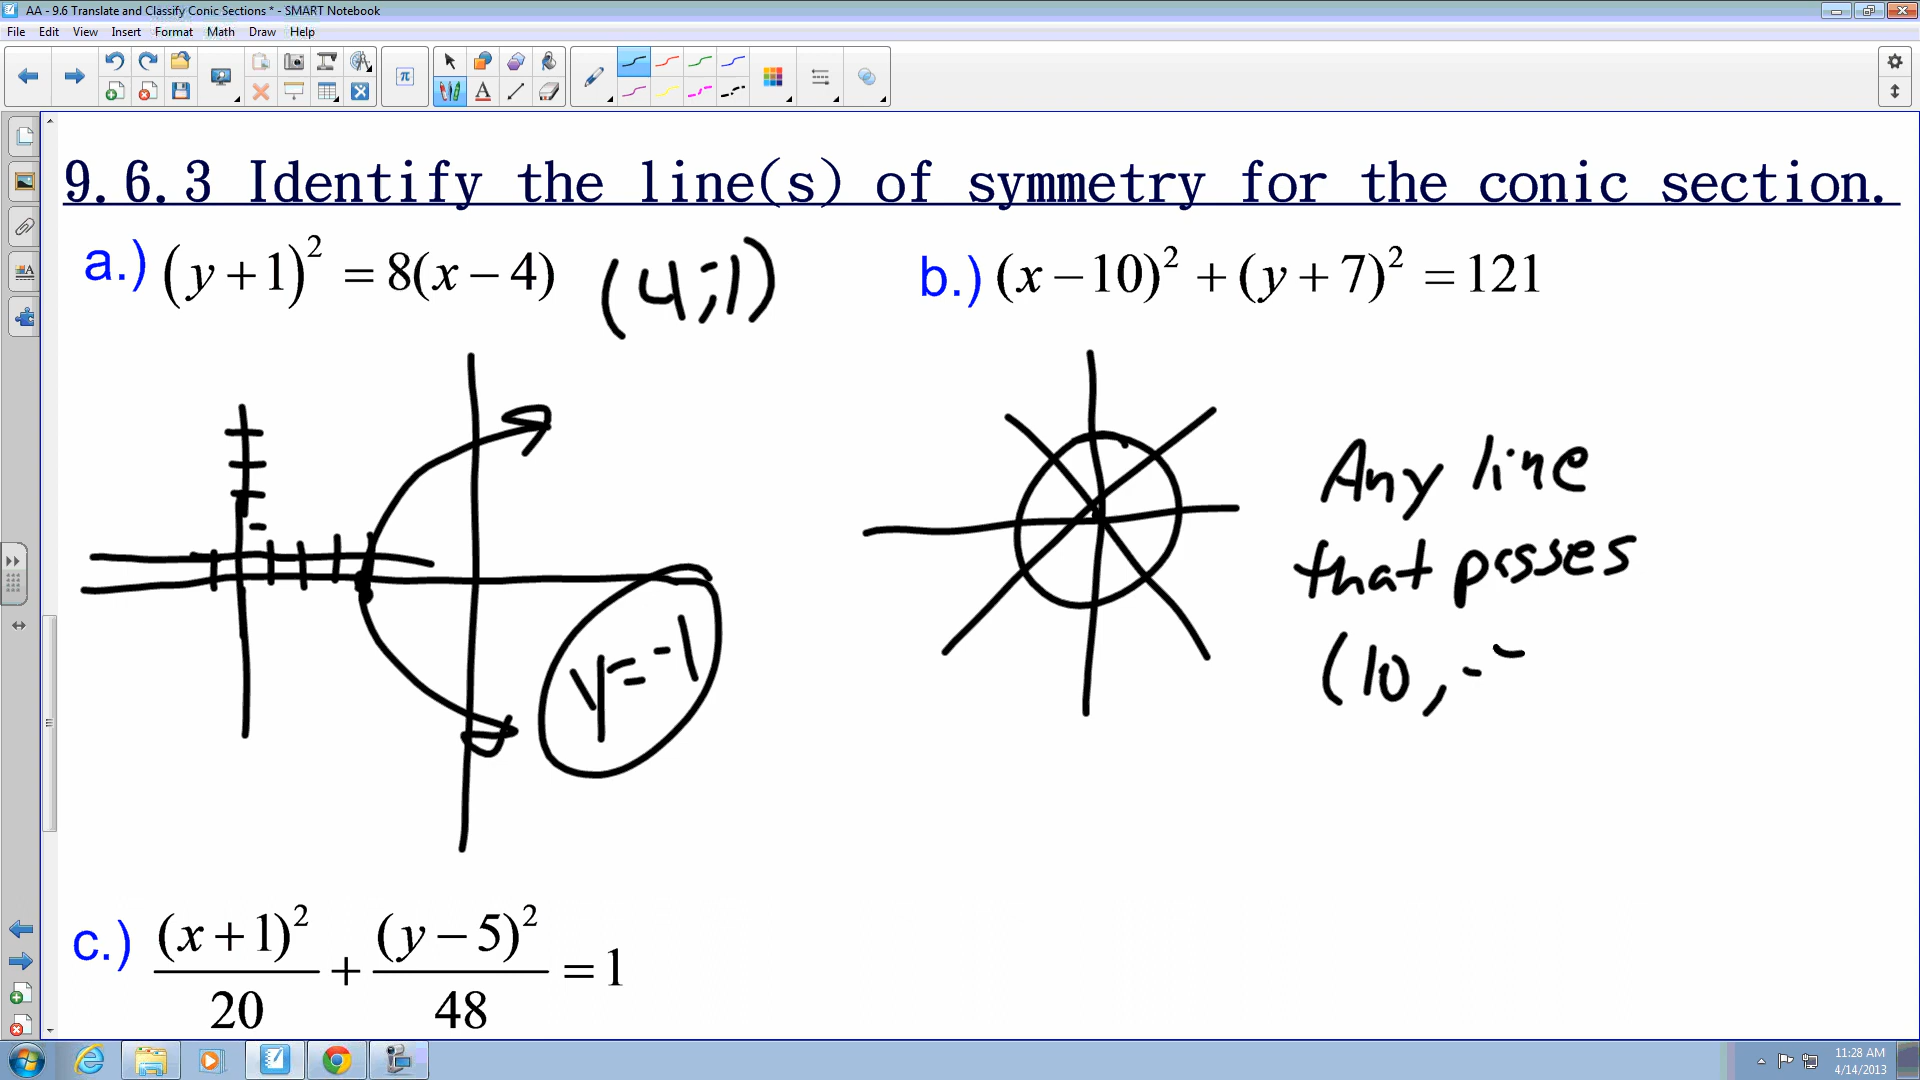 AA - 9.6 Translate and Classify Conic Sections * - SMART Notebook
File Edit View Insert Format Math Draw Help
9.6.3 Identify the line(s) of symmetry for the conic section.
a.) (y + 1)² = 8(x − 4) (4,-1)
b.) (x − 10)² + (y + 7)² = 121
Any line
that passes
(10, -
y = -1
c.) (x + 1)²/20 + (y − 5)²/48 = 1
11:28 AM
4/14/2013